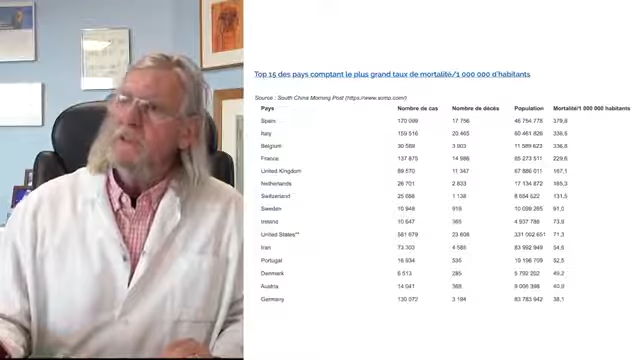 Top 15 des pays comptant le plus grand taux de mortalité/1 000 000 d'habitants
Source : South China Morning Post (https://www.scmp.com/)
Pays Nombre de cas Nombre de décès Population Mortalité/1 000 000 habitants
Spain 170 099 17 756 46 754 778 379,8
Italy 159 516 20 465 60 461 826 338,5
Belgium 30 589 3 903 11 589 623 336,8
France 137 875 14 986 65 273 511 229,6
United Kingdom 89 570 11 347 67 886 011 167,1
Netherlands 26 701 2 833 17 134 872 165,3
Switzerland 25 688 1 138 8 654 622 131,5
Sweden 10 948 919 10 099 265 91,0
Ireland 10 647 365 4 937 786 73,9
United States** 581 679 23 608 331 002 651 71,3
Iran 73 303 4 585 83 992 949 54,6
Portugal 16 934 535 10 196 709 52,5
Denmark 6 513 285 5 792 202 49,2
Austria 14 041 368 9 006 398 40,9
Germany 130 072 3 194 83 783 942 38,1